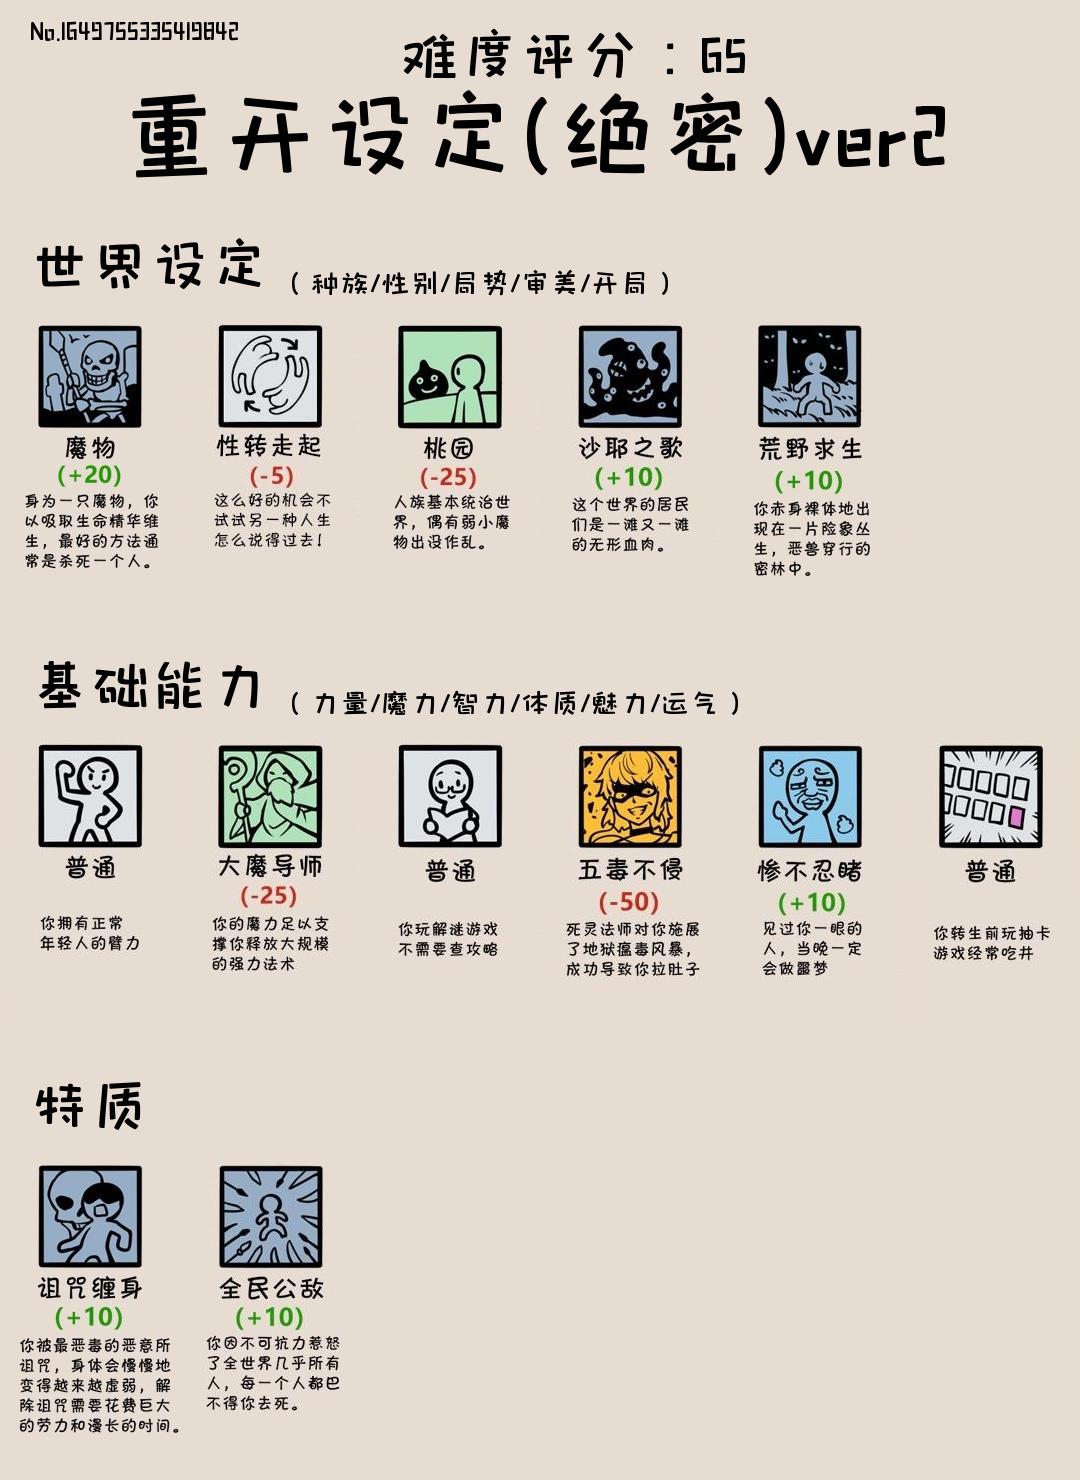 No.1649755335419842
难度评分：65
重开设定(绝密)ver2
世界设定（种族/性别/局势/审美/开局）
魔物
(+20)
身为一只魔物，你
以吸取生命精华维
生，最好的方法通
常是杀死一个人。
性转走起
(-5)
这么好的机会不
试试另一种人生
怎么说得过去！
桃园
(-25)
人族基本统治世
界，偶有弱小魔
物出没作乱。
沙耶之歌
(+10)
这个世界的居民
们是一滩又一滩
的无形血肉。
荒野求生
(+10)
你赤身裸体地出
现在一片险象丛
生，恶兽穿行的
密林中。
基础能力（力量/魔力/智力/体质/魅力/运气）
普通
你拥有正常
年轻人的臂力
大魔导师
(-25)
你的魔力足以支
撑你释放大规模
的强力法术
普通
你玩解谜游戏
不需要查攻略
五毒不侵
(-50)
死灵法师对你施展
了地狱瘟毒风暴，
成功导致你拉肚子
惨不忍睹
(+10)
见过你一眼的
人，当晚一定
会做噩梦
普通
你转生前玩抽卡
游戏经常吃井
特质
诅咒缠身
(+10)
你被最恶毒的恶意所
诅咒，身体会慢慢地
变得越来越虚弱，解
除诅咒需要花费巨大
的劳力和漫长的时间。
全民公敌
(+10)
你因不可抗力惹怒
了全世界几乎所有
人，每一个人都巴
不得你去死。